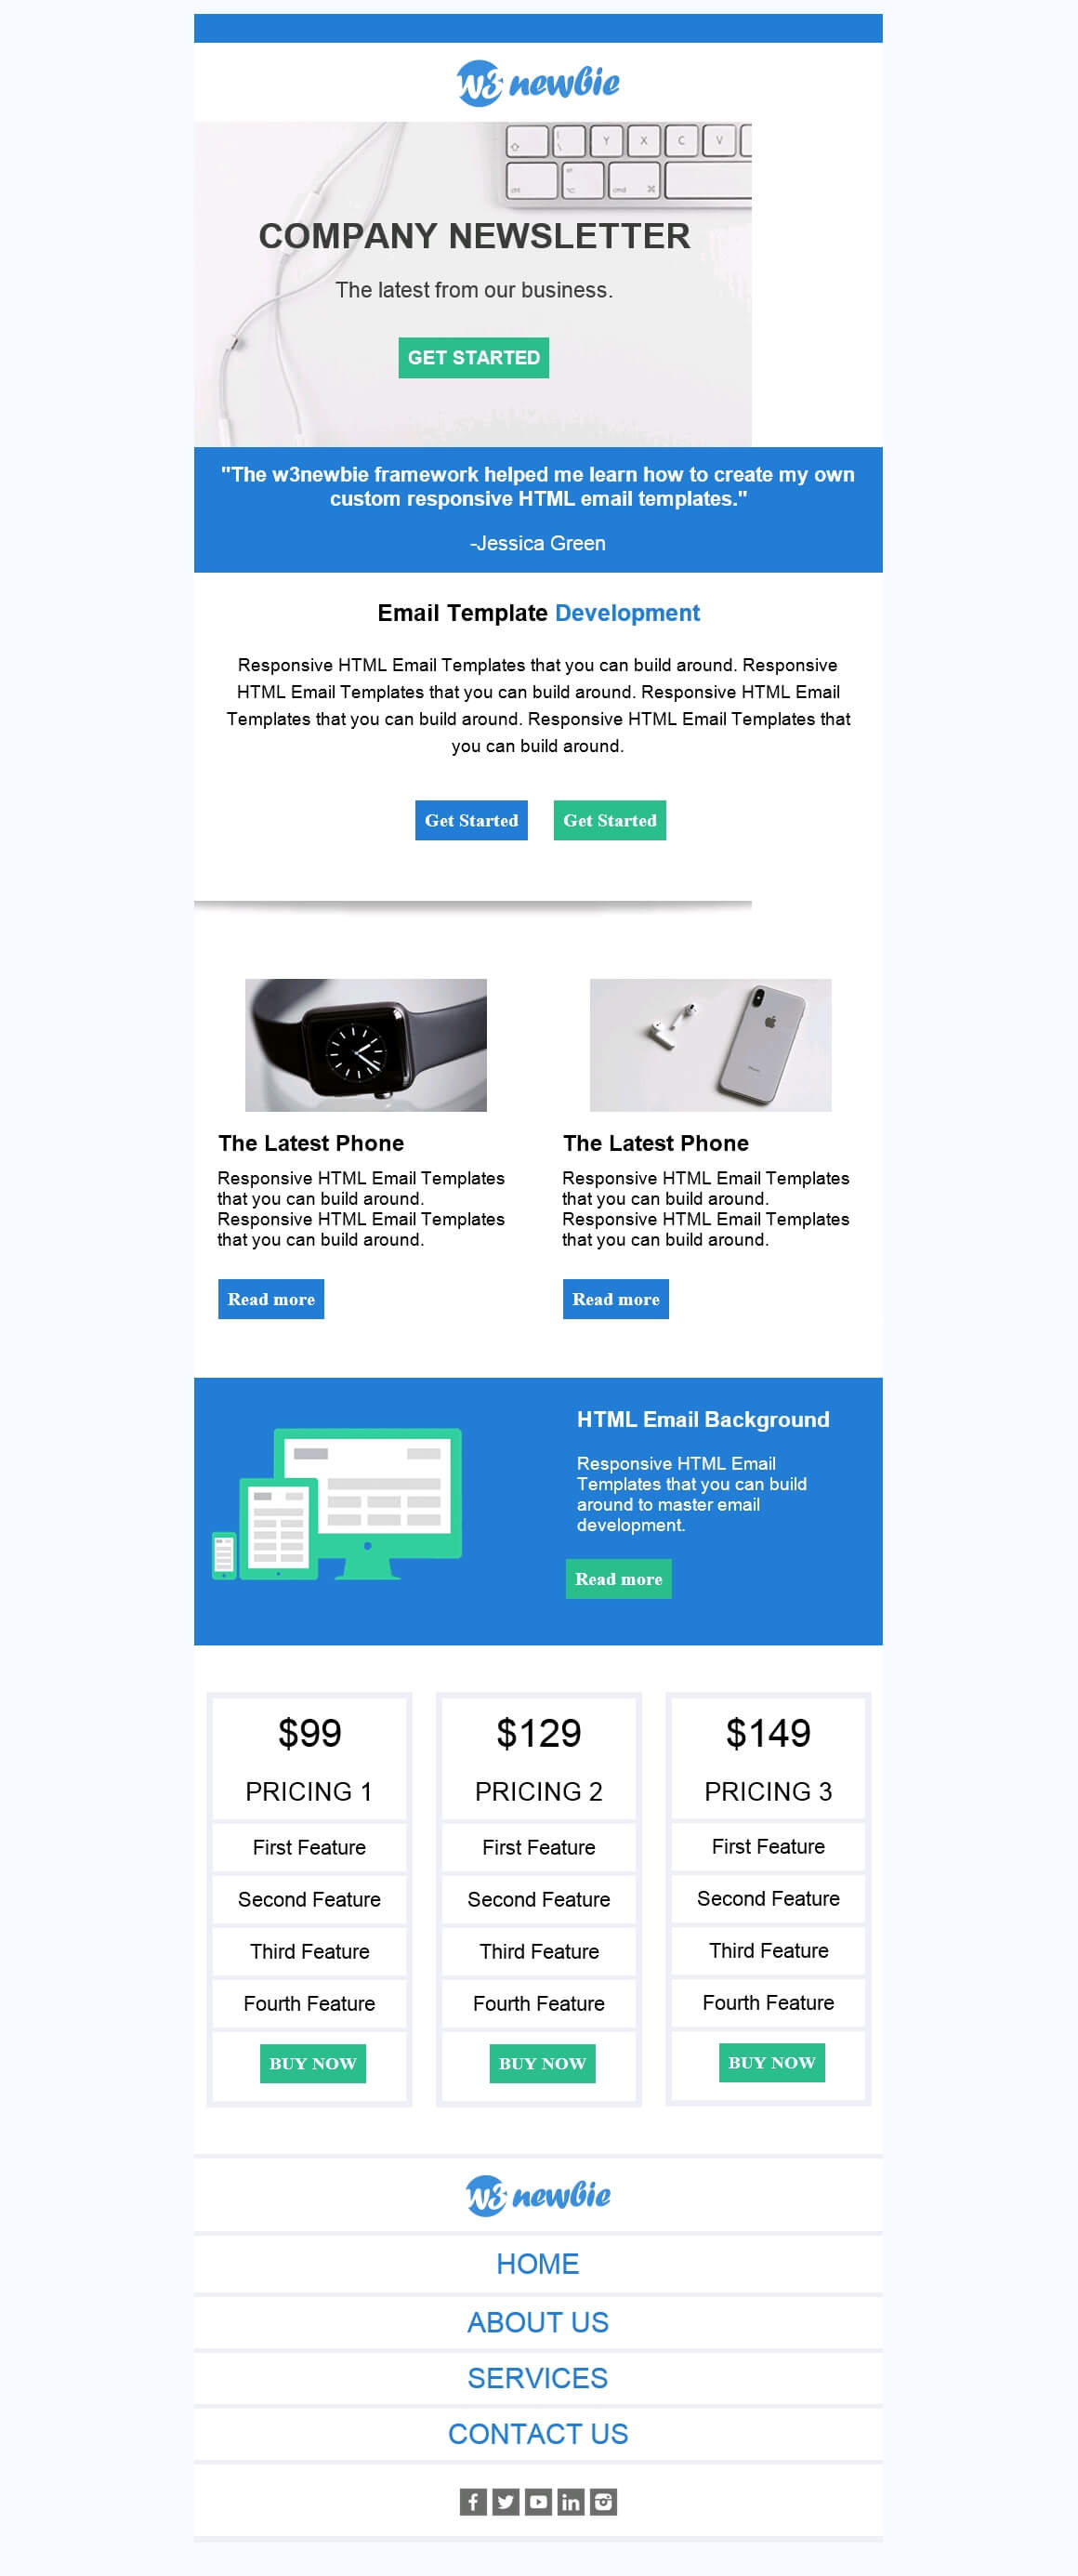 w3 newbie
Y X C V
ctrl cmd ⌘
COMPANY NEWSLETTER
The latest from our business.
GET STARTED
"The w3newbie framework helped me learn how to create my own
custom responsive HTML email templates."
-Jessica Green
Email Template Development
Responsive HTML Email Templates that you can build around. Responsive
HTML Email Templates that you can build around. Responsive HTML Email
Templates that you can build around. Responsive HTML Email Templates that
you can build around.
Get Started Get Started
The Latest Phone
Responsive HTML Email Templates
that you can build around.
Responsive HTML Email Templates
that you can build around.
Read more
The Latest Phone
Responsive HTML Email Templates
that you can build around.
Responsive HTML Email Templates
that you can build around.
Read more
HTML Email Background
Responsive HTML Email
Templates that you can build
around to master email
development.
Read more
$99
PRICING 1
First Feature
Second Feature
Third Feature
Fourth Feature
BUY NOW
$129
PRICING 2
First Feature
Second Feature
Third Feature
Fourth Feature
BUY NOW
$149
PRICING 3
First Feature
Second Feature
Third Feature
Fourth Feature
BUY NOW
w3 newbie
HOME
ABOUT US
SERVICES
CONTACT US